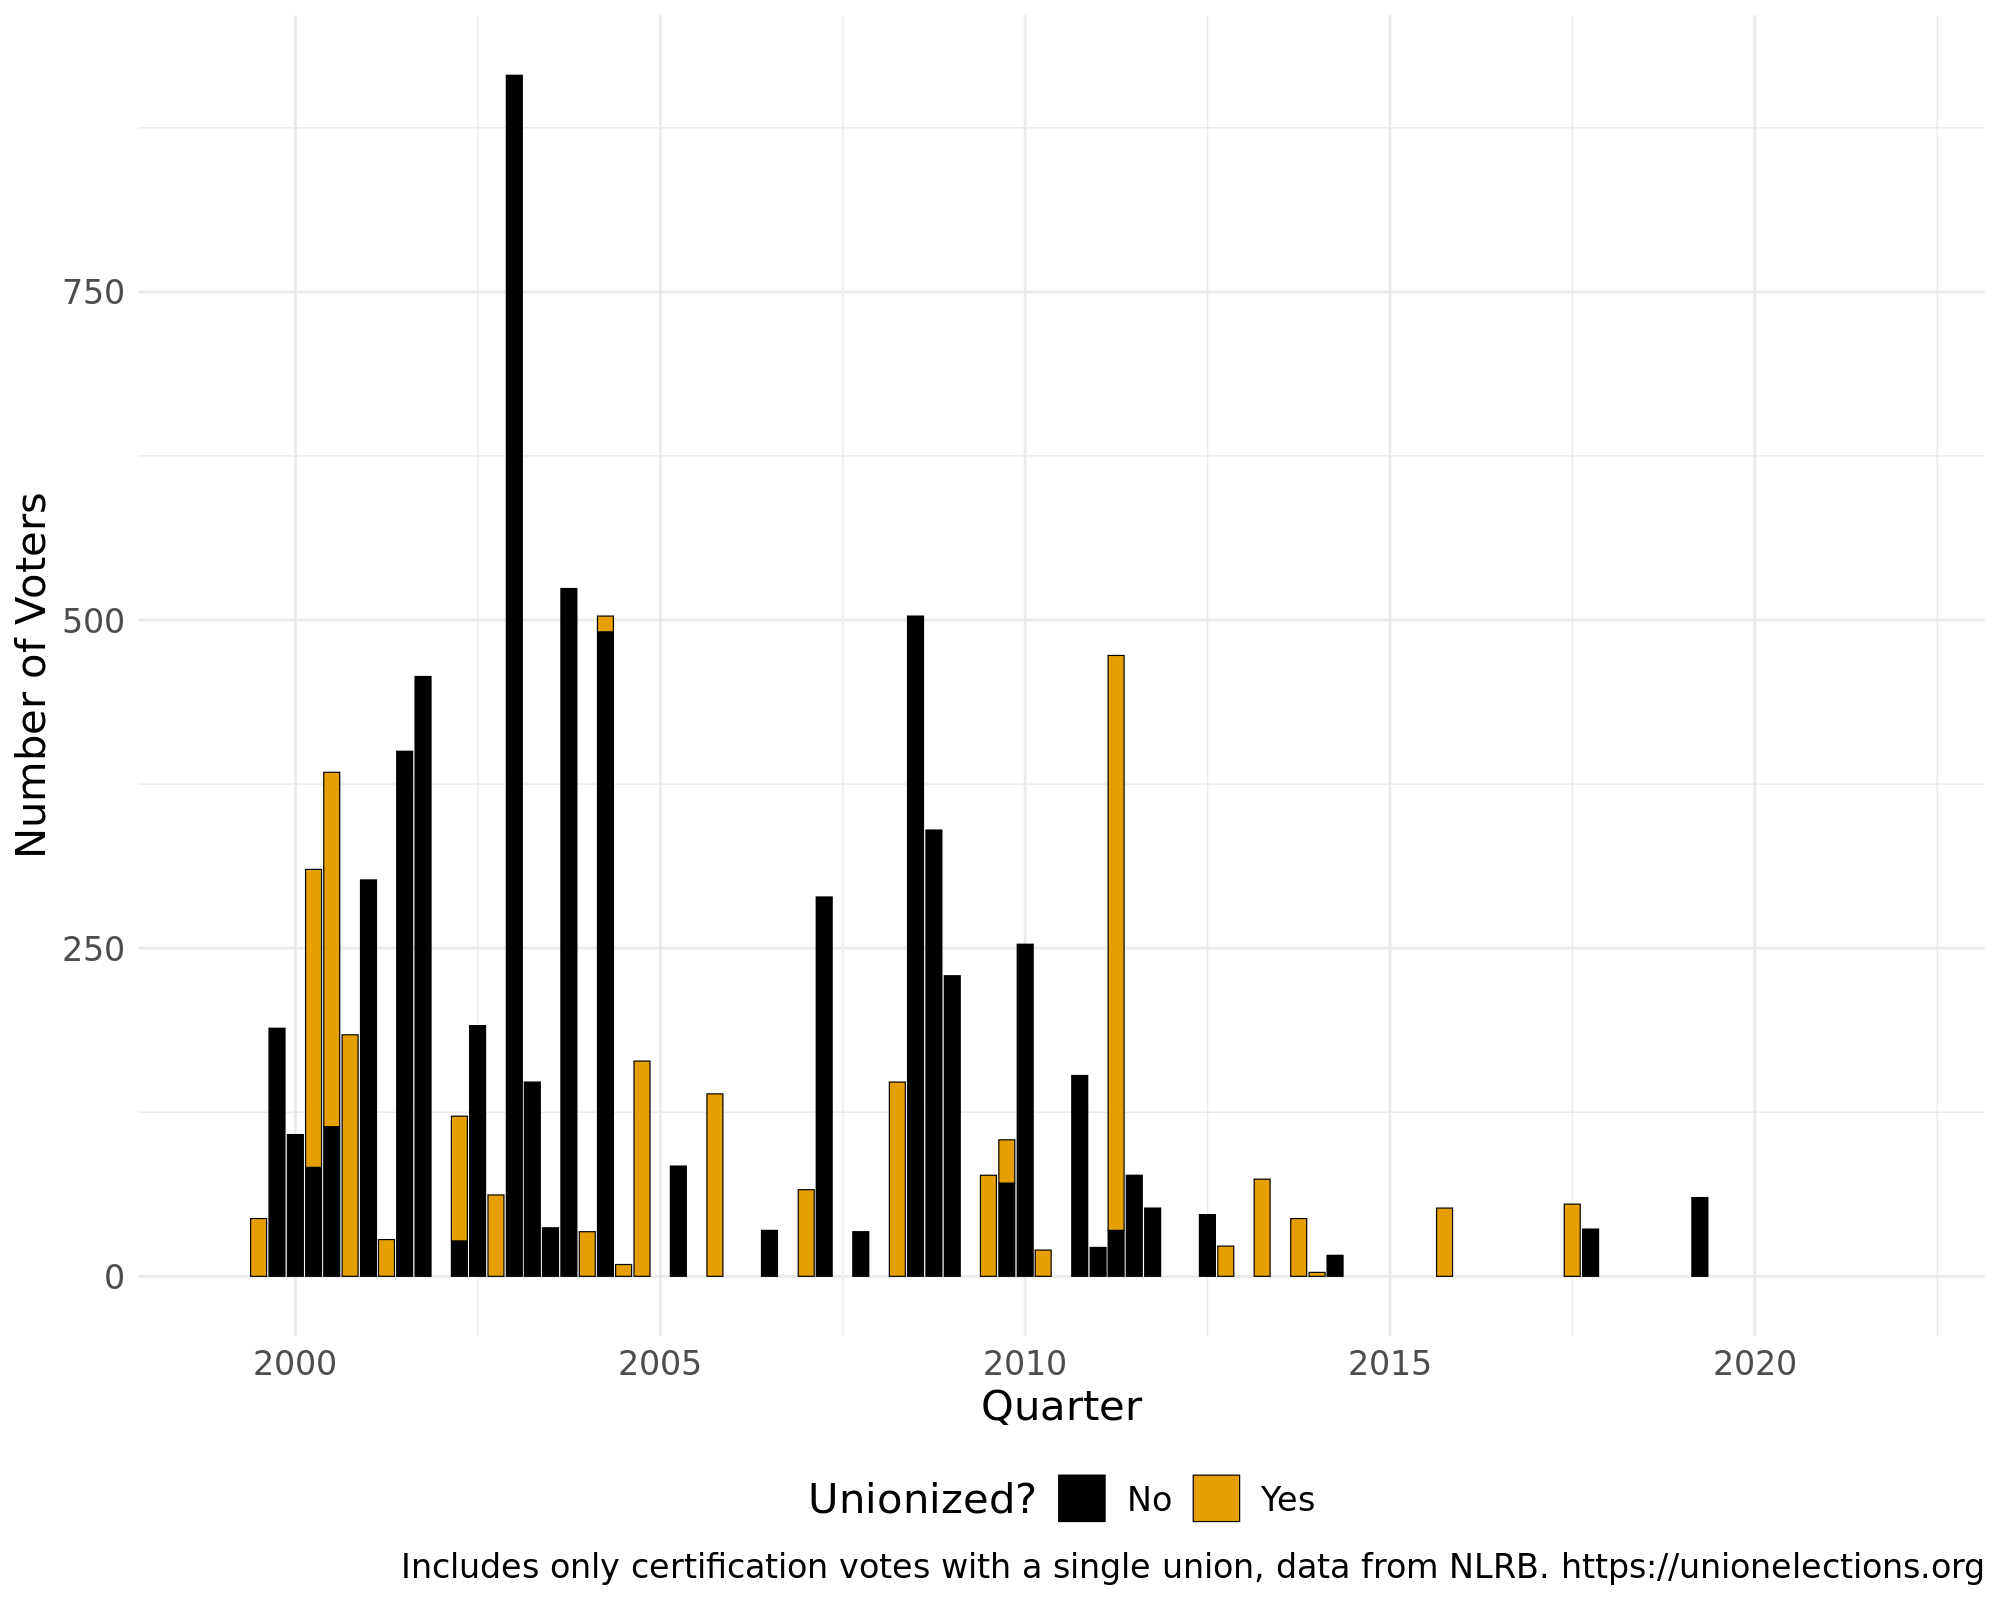 Number of Voters
750
500
250
0
2000 2005 2010 2015 2020
Quarter
Unionized? No Yes
Includes only certification votes with a single union, data from NLRB. https://unionelections.org